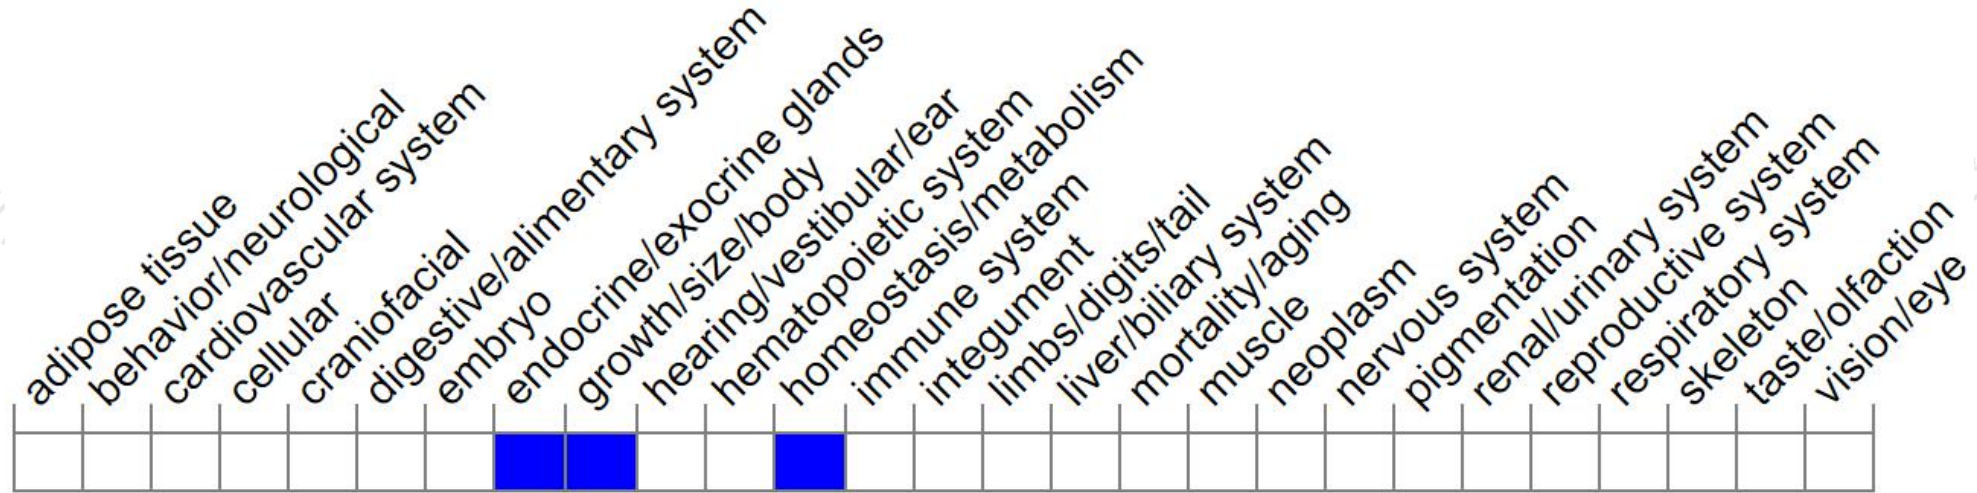 adipose tissue
behavior/neurological
cardiovascular system
cellular
craniofacial
digestive/alimentary system
embryo
endocrine/exocrine glands
growth/size/body
hearing/vestibular/ear
hematopoietic system
homeostasis/metabolism
immune system
integument
limbs/digits/tail
liver/biliary system
mortality/aging
muscle
neoplasm
nervous system
pigmentation
renal/urinary system
reproductive system
respiratory system
skeleton
taste/olfaction
vision/eye